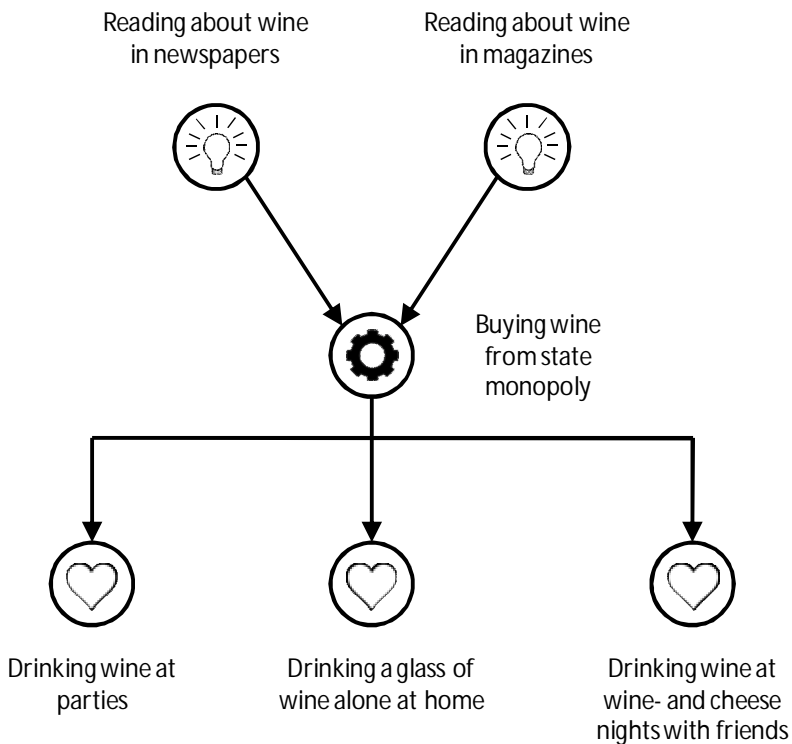 Reading about wine
in newspapers
Reading about wine
in magazines
Buying wine
from state
monopoly
Drinking wine at
parties
Drinking a glass of
wine alone at home
Drinking wine at
wine- and cheese
nights with friends